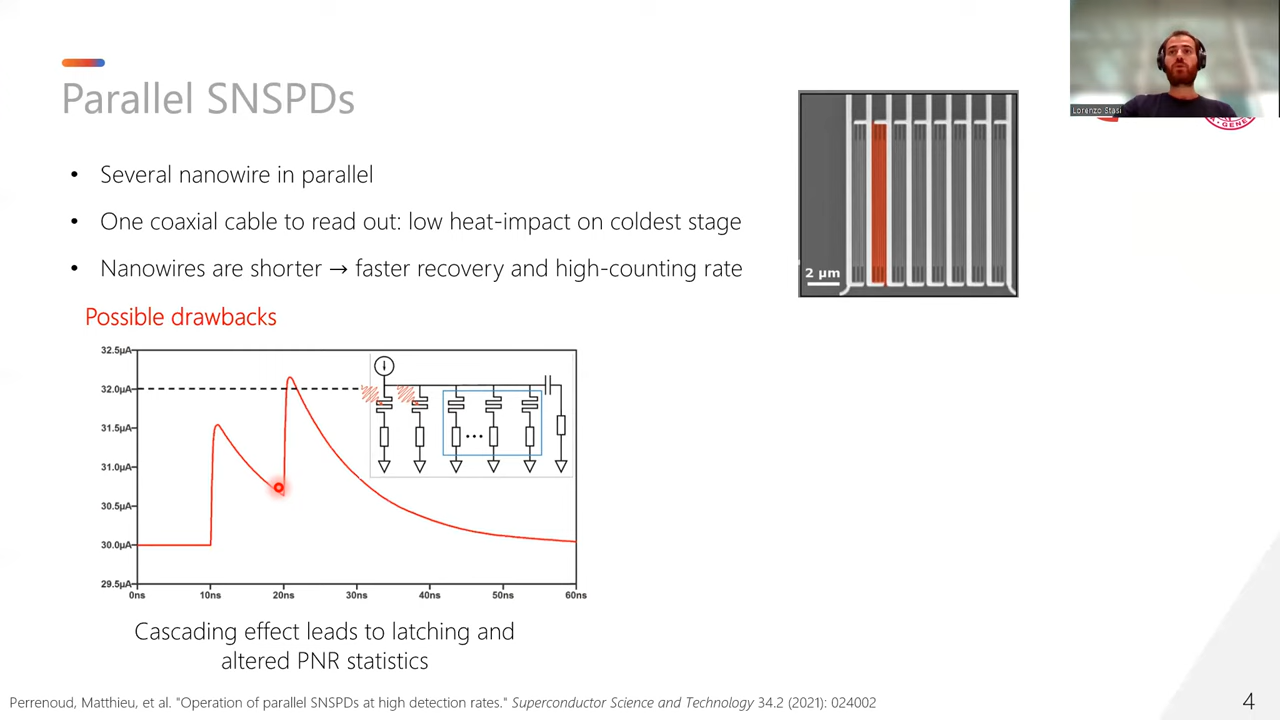 Lorenzo Stasi
GENE
Parallel SNSPDs
• Several nanowire in parallel
• One coaxial cable to read out: low heat-impact on coldest stage
• Nanowires are shorter → faster recovery and high-counting rate
2 μm
Possible drawbacks
32.5μA
32.0μA
31.5μA
31.0μA
30.5μA
30.0μA
29.5μA
0ns 10ns 20ns 30ns 40ns 50ns 60ns
Cascading effect leads to latching and
altered PNR statistics
Perrenoud, Matthieu, et al. "Operation of parallel SNSPDs at high detection rates." Superconductor Science and Technology 34.2 (2021): 024002
4